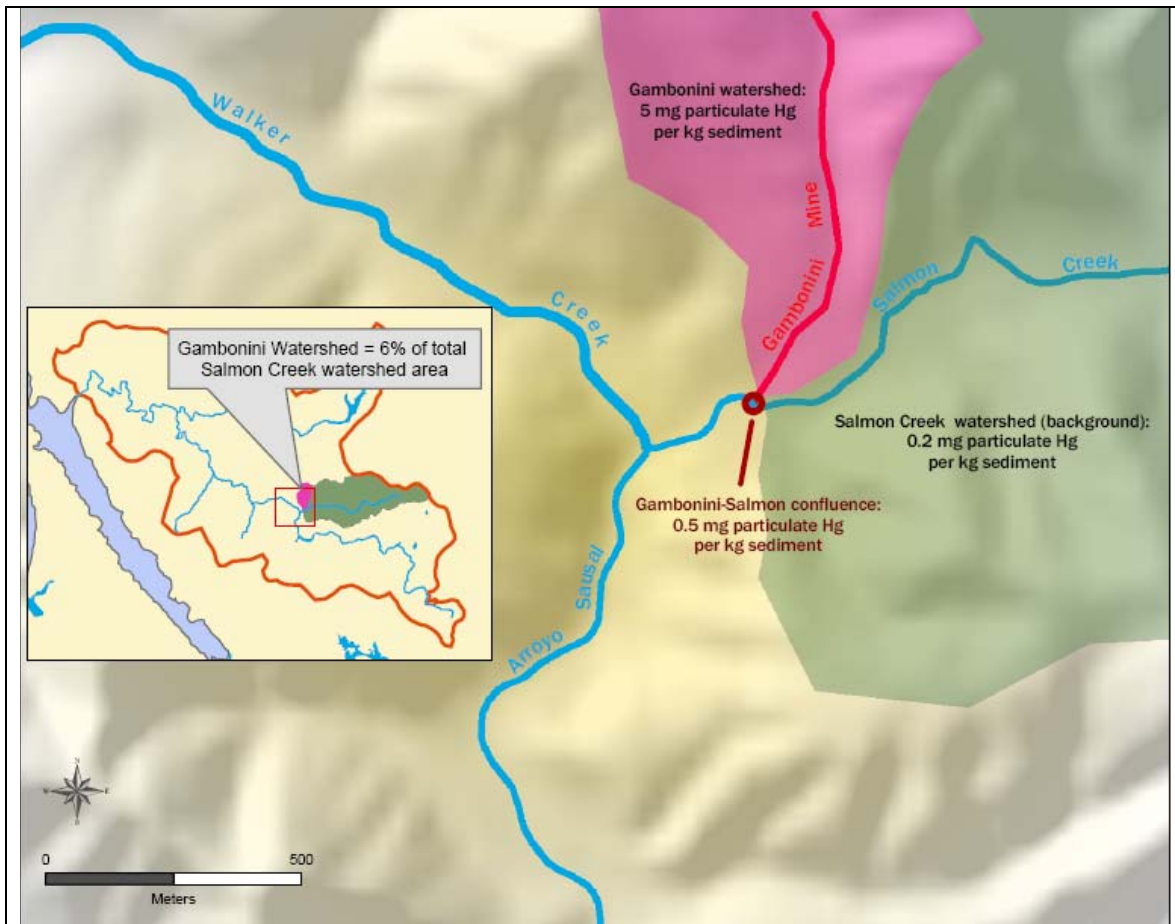 Gambonini watershed:
5 mg particulate Hg
per kg sediment
Walker
Creek
Gambonini Mine
Salmon Creek
Gambonini Watershed = 6% of total
Salmon Creek watershed area
Salmon Creek watershed (background):
0.2 mg particulate Hg
per kg sediment
Gambonini-Salmon confluence:
0.5 mg particulate Hg
per kg sediment
Arroyo Sausal
N
W E
S
0 500
Meters